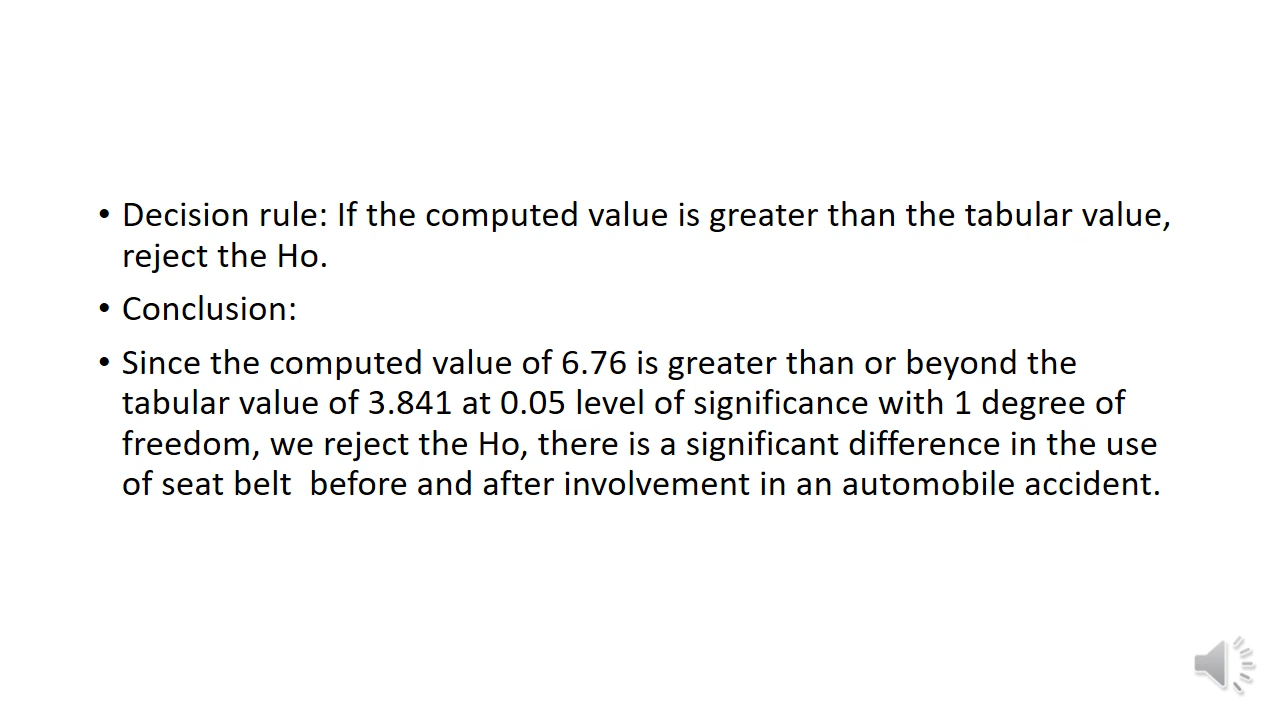 • Decision rule: If the computed value is greater than the tabular value,
reject the Ho.
• Conclusion:
• Since the computed value of 6.76 is greater than or beyond the
tabular value of 3.841 at 0.05 level of significance with 1 degree of
freedom, we reject the Ho, there is a significant difference in the use
of seat belt  before and after involvement in an automobile accident.